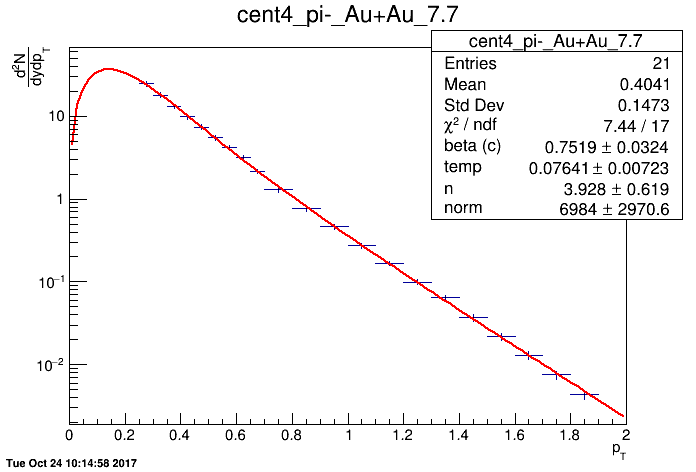 cent4_pi-_Au+Au_7.7
d²N
dydp_T
cent4_pi-_Au+Au_7.7
Entries 21
Mean 0.4041
Std Dev 0.1473
χ² / ndf 7.44 / 17
beta (c) 0.7519 ± 0.0324
temp 0.07641 ± 0.00723
n 3.928 ± 0.619
norm 6984 ± 2970.6
10
1
10⁻¹
10⁻²
0 0.2 0.4 0.6 0.8 1 1.2 1.4 1.6 1.8 2
p_T
Tue Oct 24 10:14:58 2017